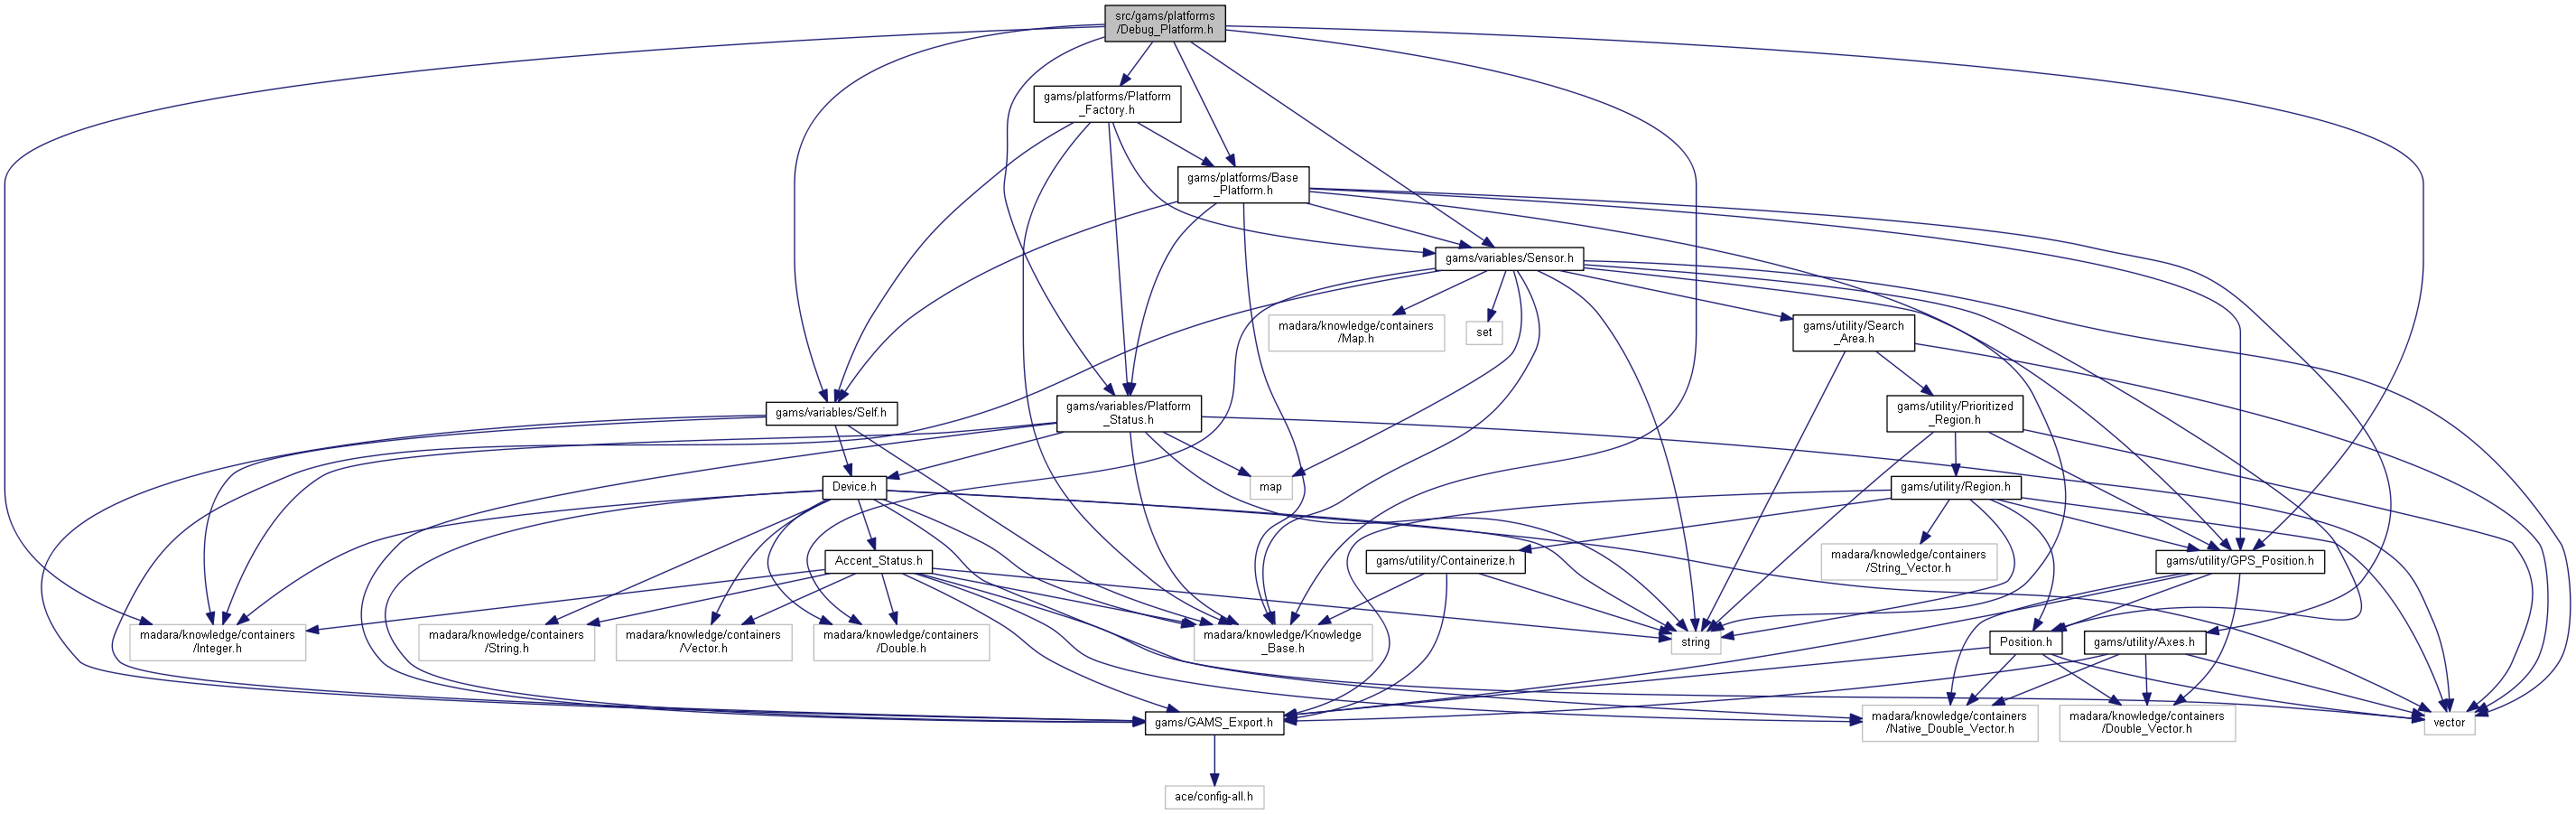 src/gams/platforms
/Debug_Platform.h
gams/platforms/Platform
_Factory.h
gams/platforms/Base
_Platform.h
gams/variables/Sensor.h
madara/knowledge/containers
/Map.h
set
gams/utility/Search
_Area.h
gams/variables/Self.h
gams/variables/Platform
_Status.h
gams/utility/Prioritized
_Region.h
Device.h
map
gams/utility/Region.h
Accent_Status.h
gams/utility/Containerize.h
madara/knowledge/containers
/String_Vector.h
gams/utility/GPS_Position.h
madara/knowledge/containers
/Integer.h
madara/knowledge/containers
/String.h
madara/knowledge/containers
/Vector.h
madara/knowledge/containers
/Double.h
madara/knowledge/Knowledge
_Base.h
string
Position.h
gams/utility/Axes.h
gams/GAMS_Export.h
madara/knowledge/containers
/Native_Double_Vector.h
madara/knowledge/containers
/Double_Vector.h
vector
ace/config-all.h